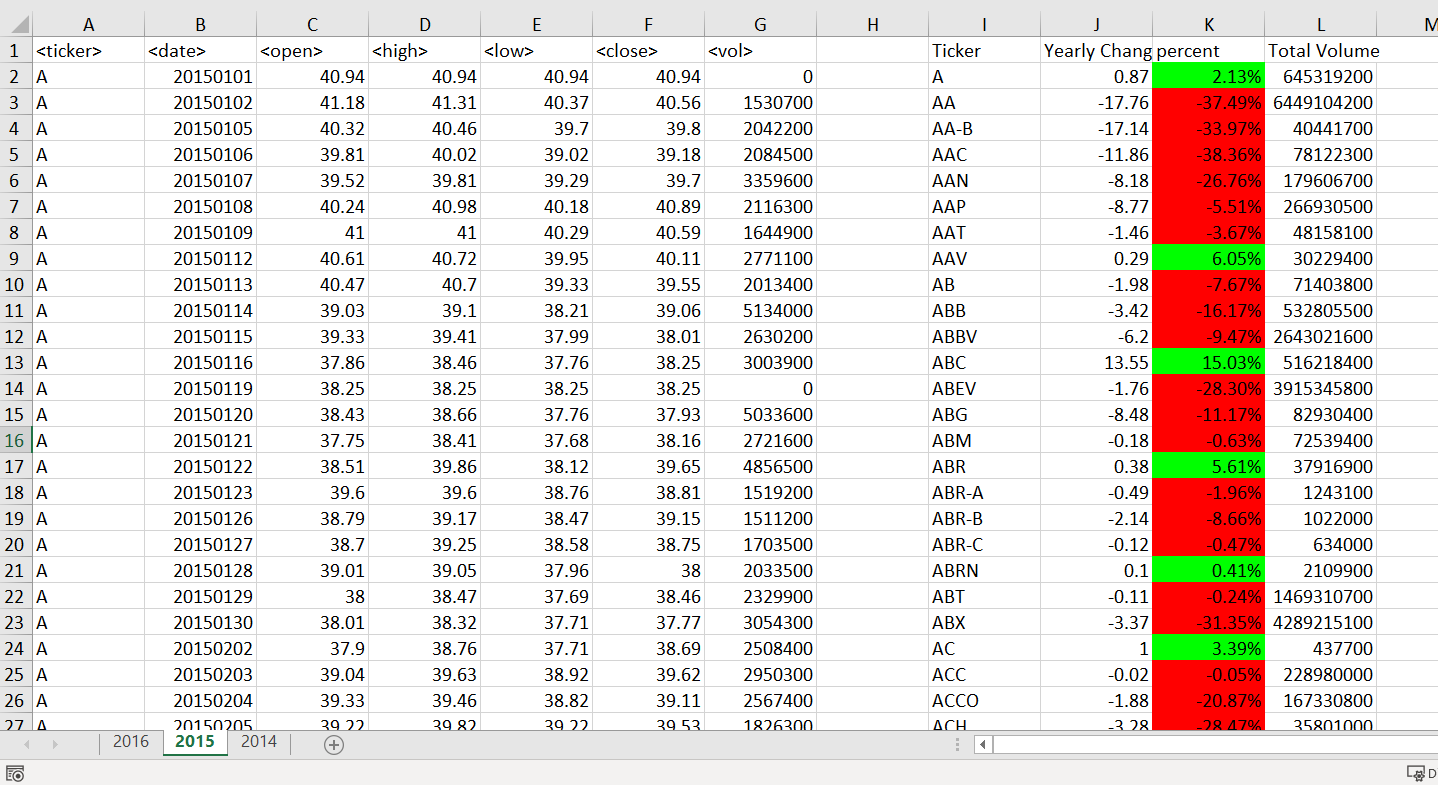 A B C D E F G H I J K L M
1 <ticker> <date> <open> <high> <low> <close> <vol> Ticker Yearly Chang percent Total Volume
2 A 20150101 40.94 40.94 40.94 40.94 0 A 0.87 2.13% 645319200
3 A 20150102 41.18 41.31 40.37 40.56 1530700 AA -17.76 -37.49% 6449104200
4 A 20150105 40.32 40.46 39.7 39.8 2042200 AA-B -17.14 -33.97% 40441700
5 A 20150106 39.81 40.02 39.02 39.18 2084500 AAC -11.86 -38.36% 78122300
6 A 20150107 39.52 39.81 39.29 39.7 3359600 AAN -8.18 -26.76% 179606700
7 A 20150108 40.24 40.98 40.18 40.89 2116300 AAP -8.77 -5.51% 266930500
8 A 20150109 41 41 40.29 40.59 1644900 AAT -1.46 -3.67% 48158100
9 A 20150112 40.61 40.72 39.95 40.11 2771100 AAV 0.29 6.05% 30229400
10 A 20150113 40.47 40.7 39.33 39.55 2013400 AB -1.98 -7.67% 71403800
11 A 20150114 39.03 39.1 38.21 39.06 5134000 ABB -3.42 -16.17% 532805500
12 A 20150115 39.33 39.41 37.99 38.01 2630200 ABBV -6.2 -9.47% 2643021600
13 A 20150116 37.86 38.46 37.76 38.25 3003900 ABC 13.55 15.03% 516218400
14 A 20150119 38.25 38.25 38.25 38.25 0 ABEV -1.76 -28.30% 3915345800
15 A 20150120 38.43 38.66 37.76 37.93 5033600 ABG -8.48 -11.17% 82930400
16 A 20150121 37.75 38.41 37.68 38.16 2721600 ABM -0.18 -0.63% 72539400
17 A 20150122 38.51 39.86 38.12 39.65 4856500 ABR 0.38 5.61% 37916900
18 A 20150123 39.6 39.6 38.76 38.81 1519200 ABR-A -0.49 -1.96% 1243100
19 A 20150126 38.79 39.17 38.47 39.15 1511200 ABR-B -2.14 -8.66% 1022000
20 A 20150127 38.7 39.25 38.58 38.75 1703500 ABR-C -0.12 -0.47% 634000
21 A 20150128 39.01 39.05 37.96 38 2033500 ABRN 0.1 0.41% 2109900
22 A 20150129 38 38.47 37.69 38.46 2329900 ABT -0.11 -0.24% 1469310700
23 A 20150130 38.01 38.32 37.71 37.77 3054300 ABX -3.37 -31.35% 4289215100
24 A 20150202 37.9 38.76 37.71 38.69 2508400 AC 1 3.39% 437700
25 A 20150203 39.04 39.63 38.92 39.62 2950300 ACC -0.02 -0.05% 228980000
26 A 20150204 39.33 39.46 38.82 39.11 2567400 ACCO -1.88 -20.87% 167330800
27 A 20150205 39.22 39.82 39.22 39.53 1826300 ACH -3.28 -28.47% 35801000
2016 2015 2014
D